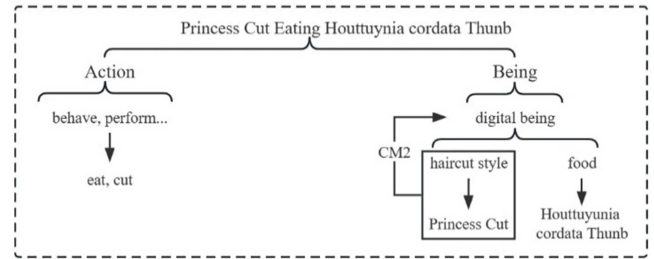 Princess Cut Eating Houttuynia cordata Thunb
Action
Being
behave, perform...
digital being
CM2
haircut style
food
eat, cut
Princess Cut
Houttuyunia
cordata Thunb